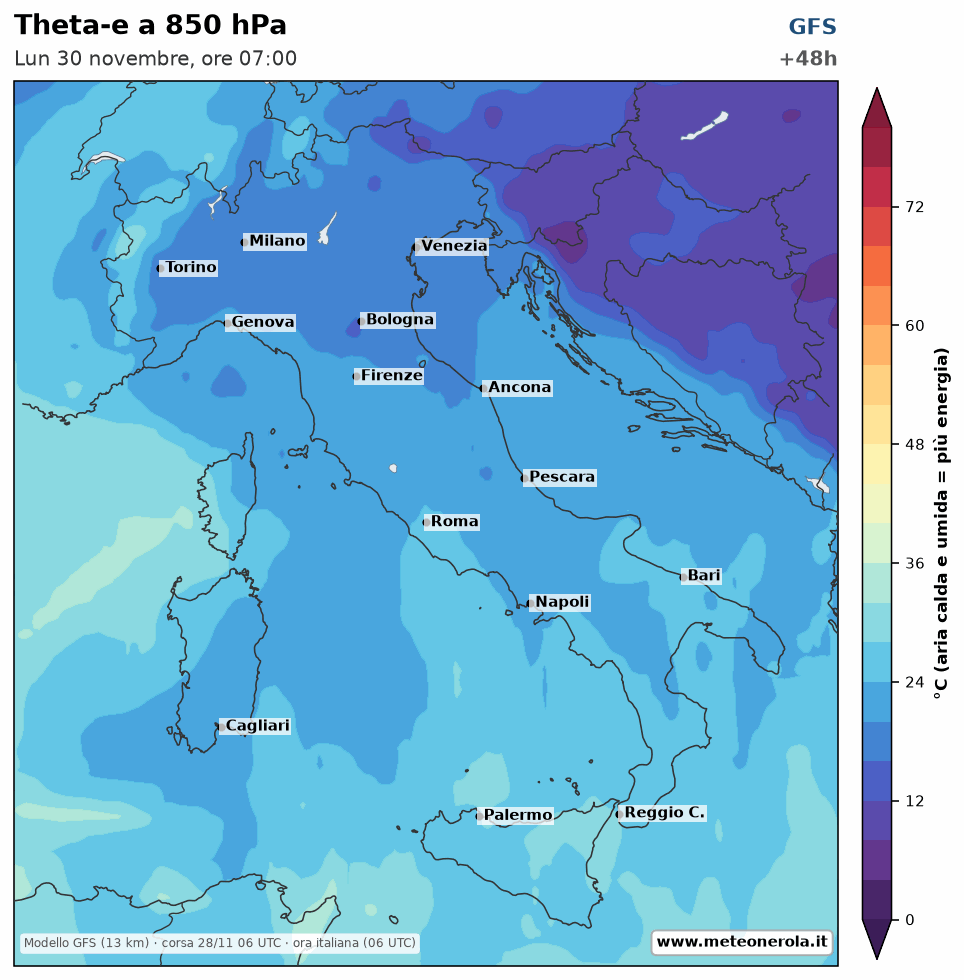 Theta-e a 850 hPa
GFS
Lun 30 novembre, ore 07:00
+48h
Milano
Venezia
Torino
Genova
Bologna
Firenze
Ancona
Pescara
Roma
Bari
Napoli
Cagliari
Palermo
Reggio C.
72
60
48
36
24
12
0
°C (aria calda e umida = più energia)
Modello GFS (13 km) · corsa 28/11 06 UTC · ora italiana (06 UTC)
www.meteonerola.it